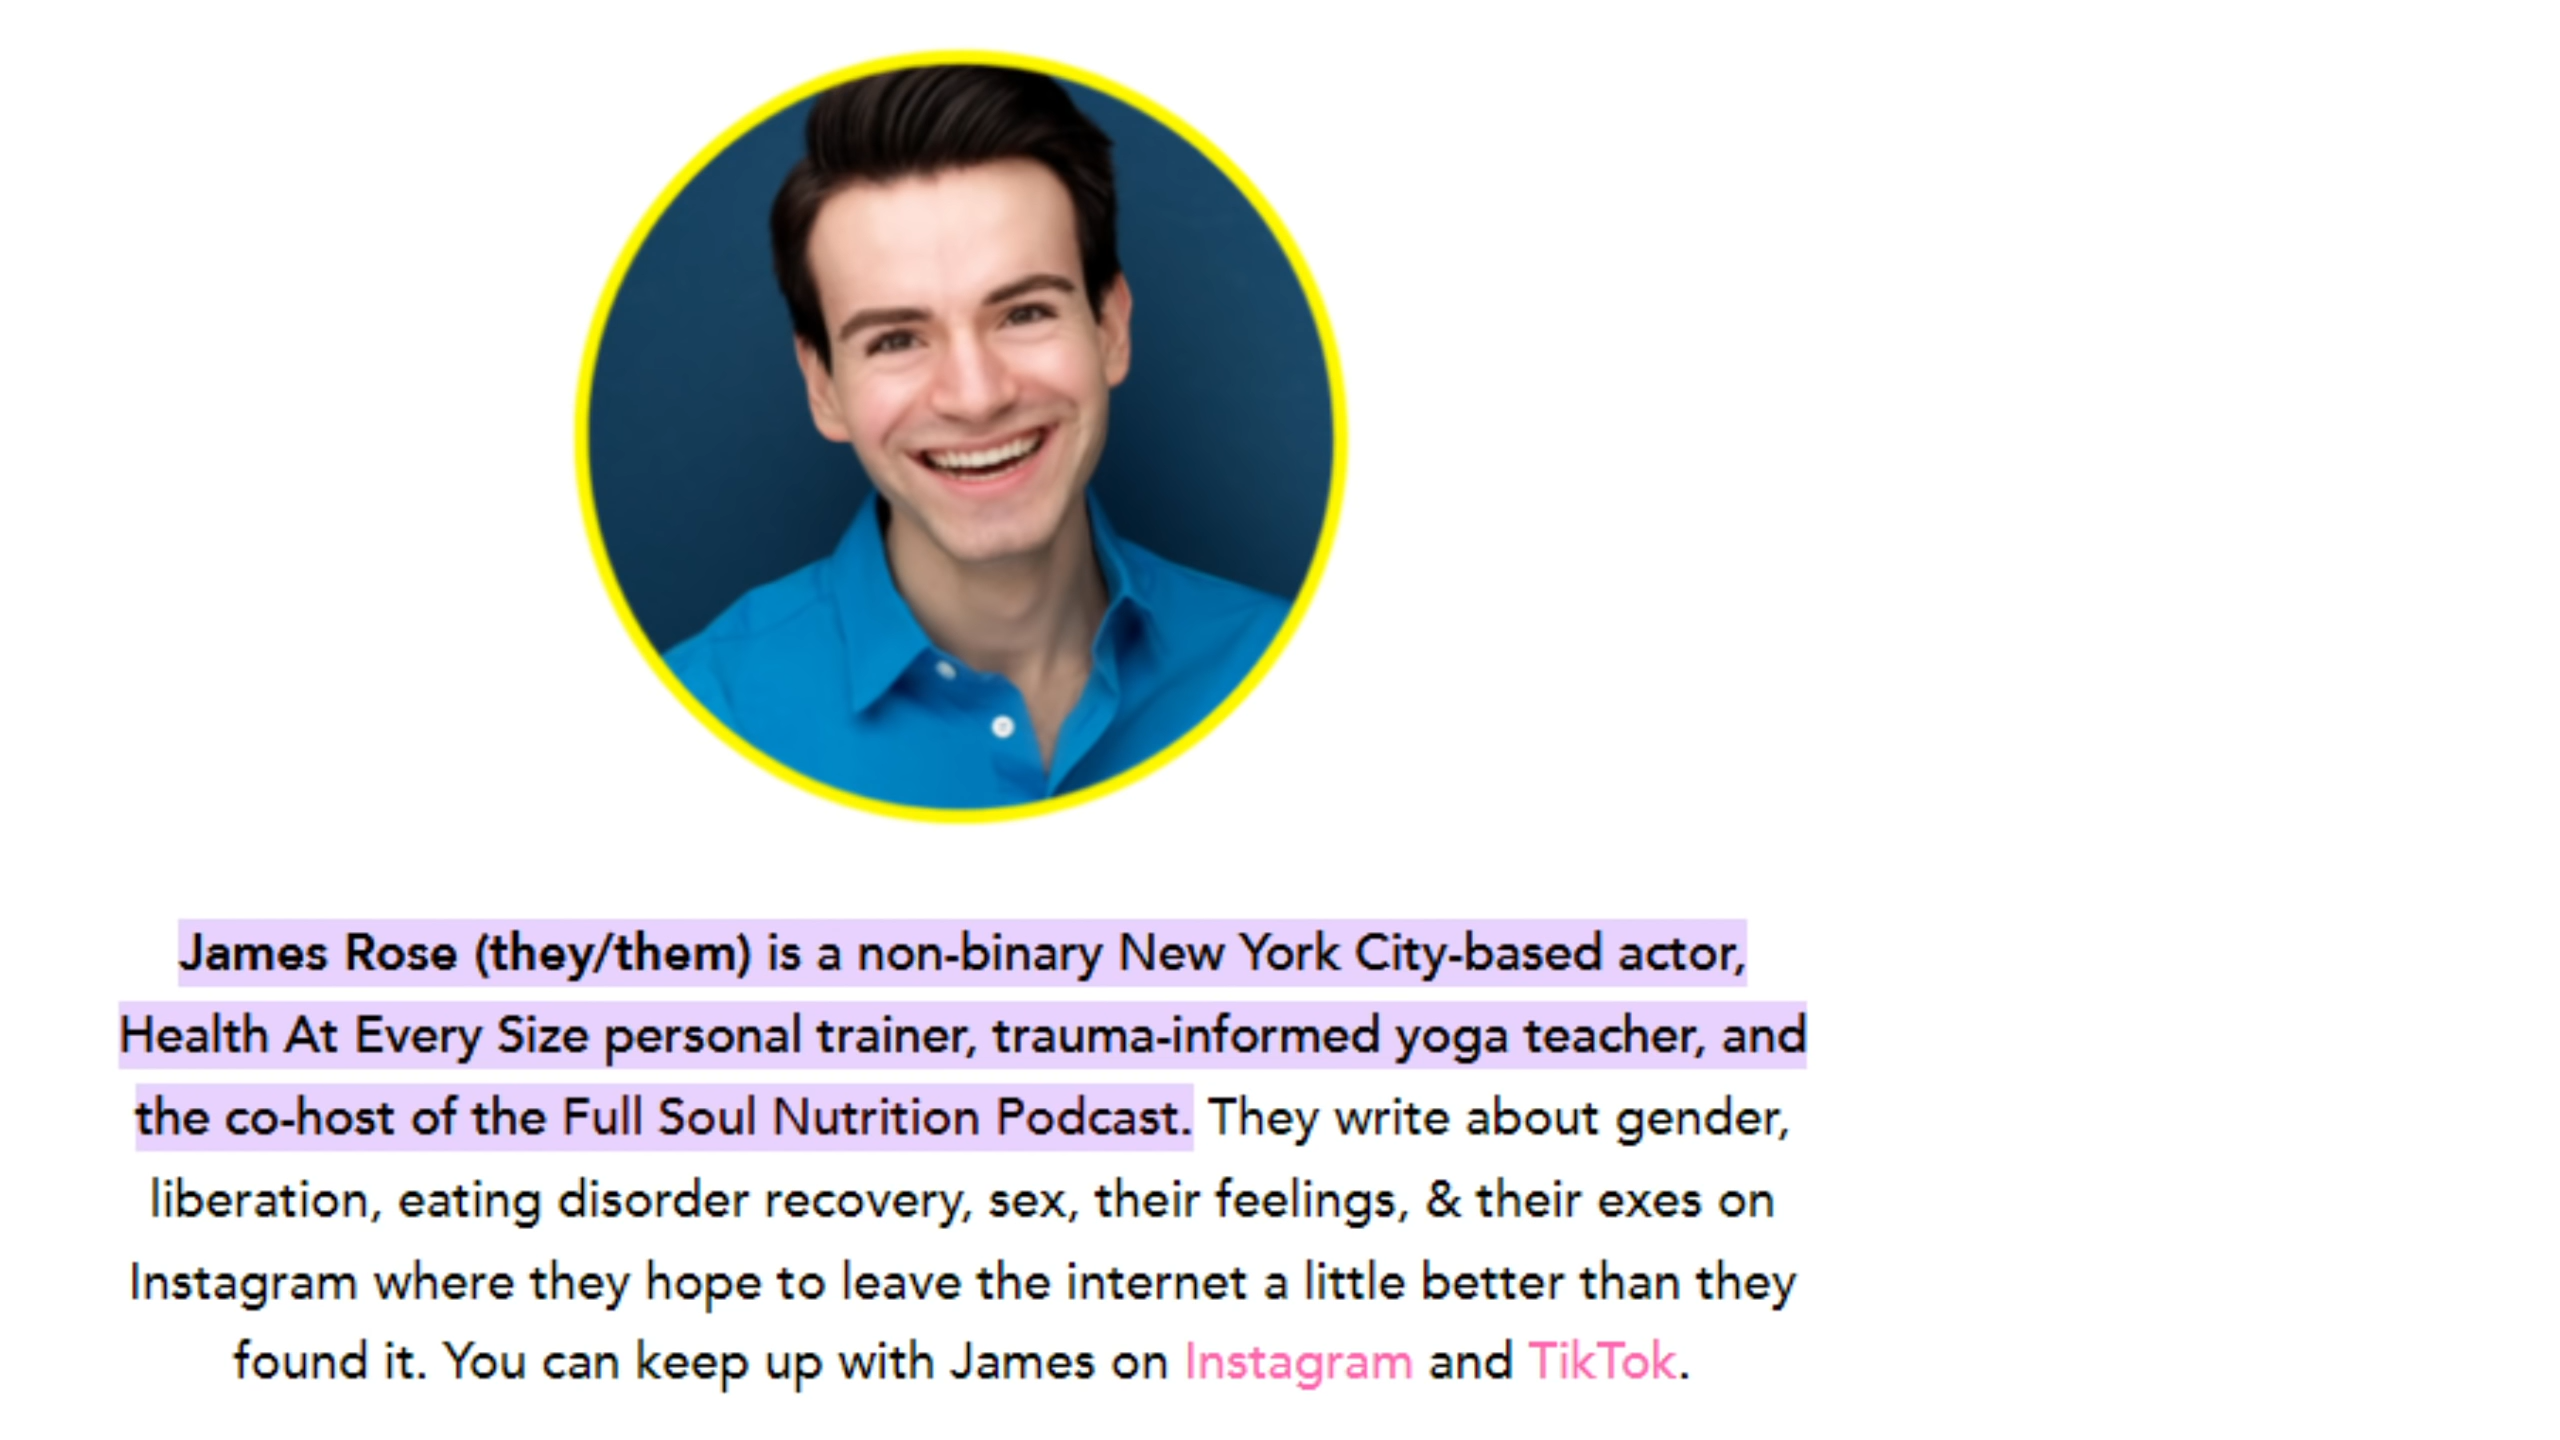 James Rose (they/them) is a non-binary New York City-based actor,
Health At Every Size personal trainer, trauma-informed yoga teacher, and
the co-host of the Full Soul Nutrition Podcast. They write about gender,
liberation, eating disorder recovery, sex, their feelings, & their exes on
Instagram where they hope to leave the internet a little better than they
found it. You can keep up with James on Instagram and TikTok.